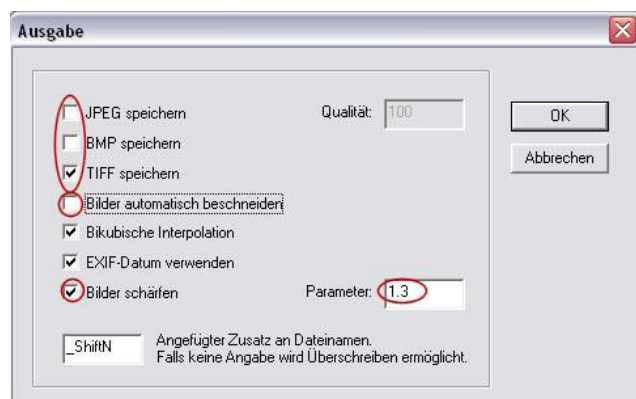 Ausgabe
JPEG speichern Qualität: 100
BMP speichern
TIFF speichern
Bilder automatisch beschneiden
Bikubische Interpolation
EXIF-Datum verwenden
Bilder schärfen Parameter: 1.3
_ShiftN
Angefügter Zusatz an Dateinamen.
Falls keine Angabe wird Überschreiben ermöglicht.
OK
Abbrechen